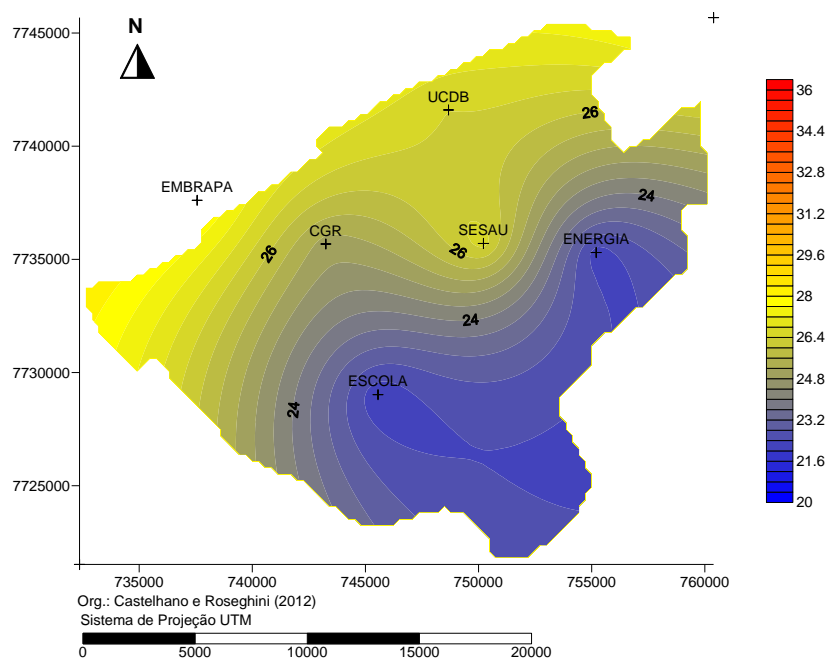 7745000
N
36
UCDB
26
34.4
7740000
32.8
EMBRAPA
24
31.2
CGR
SESAU
ENERGIA
26
26
29.6
7735000
28
24
26.4
7730000
ESCOLA
24.8
24
23.2
7725000
21.6
20
735000 740000 745000 750000 755000 760000
Org.: Castelhano e Roseghini (2012)
Sistema de Projeção UTM
0 5000 10000 15000 20000